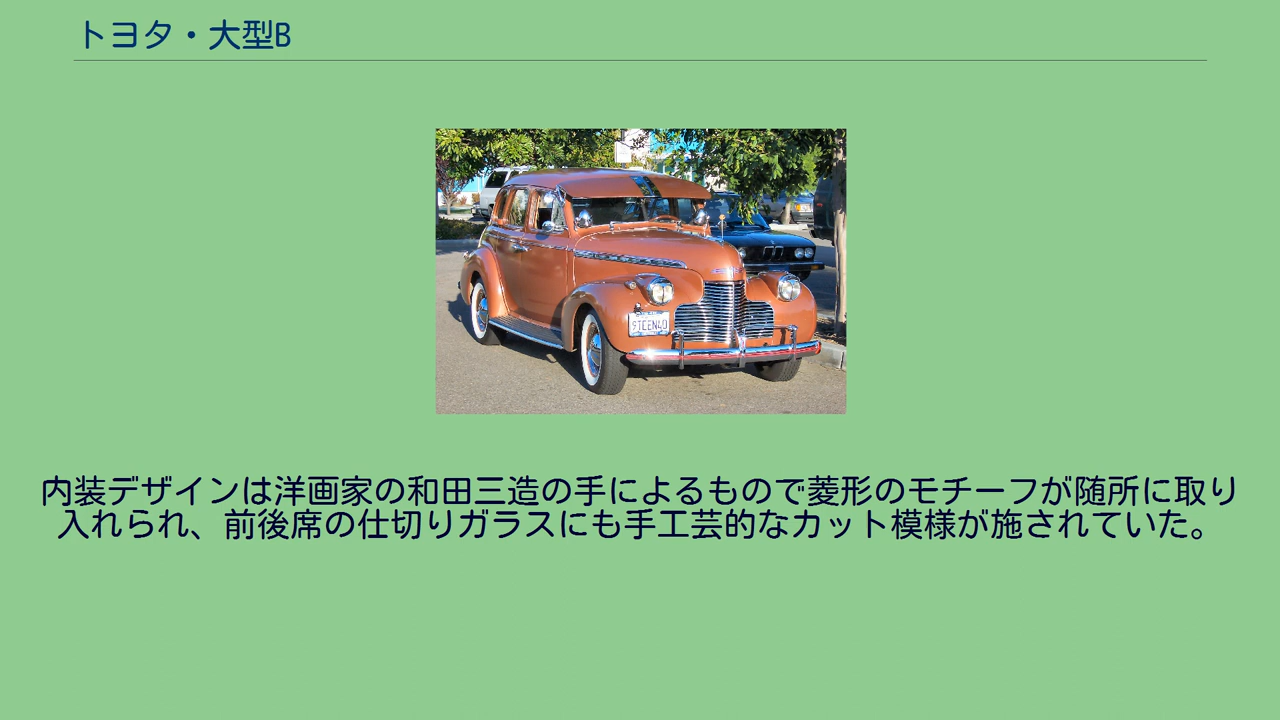 トヨタ・大型B
内装デザインは洋画家の和田三造の手によるもので菱形のモチーフが随所に取り
入れられ、前後席の仕切りガラスにも手工芸的なカット模様が施されていた。